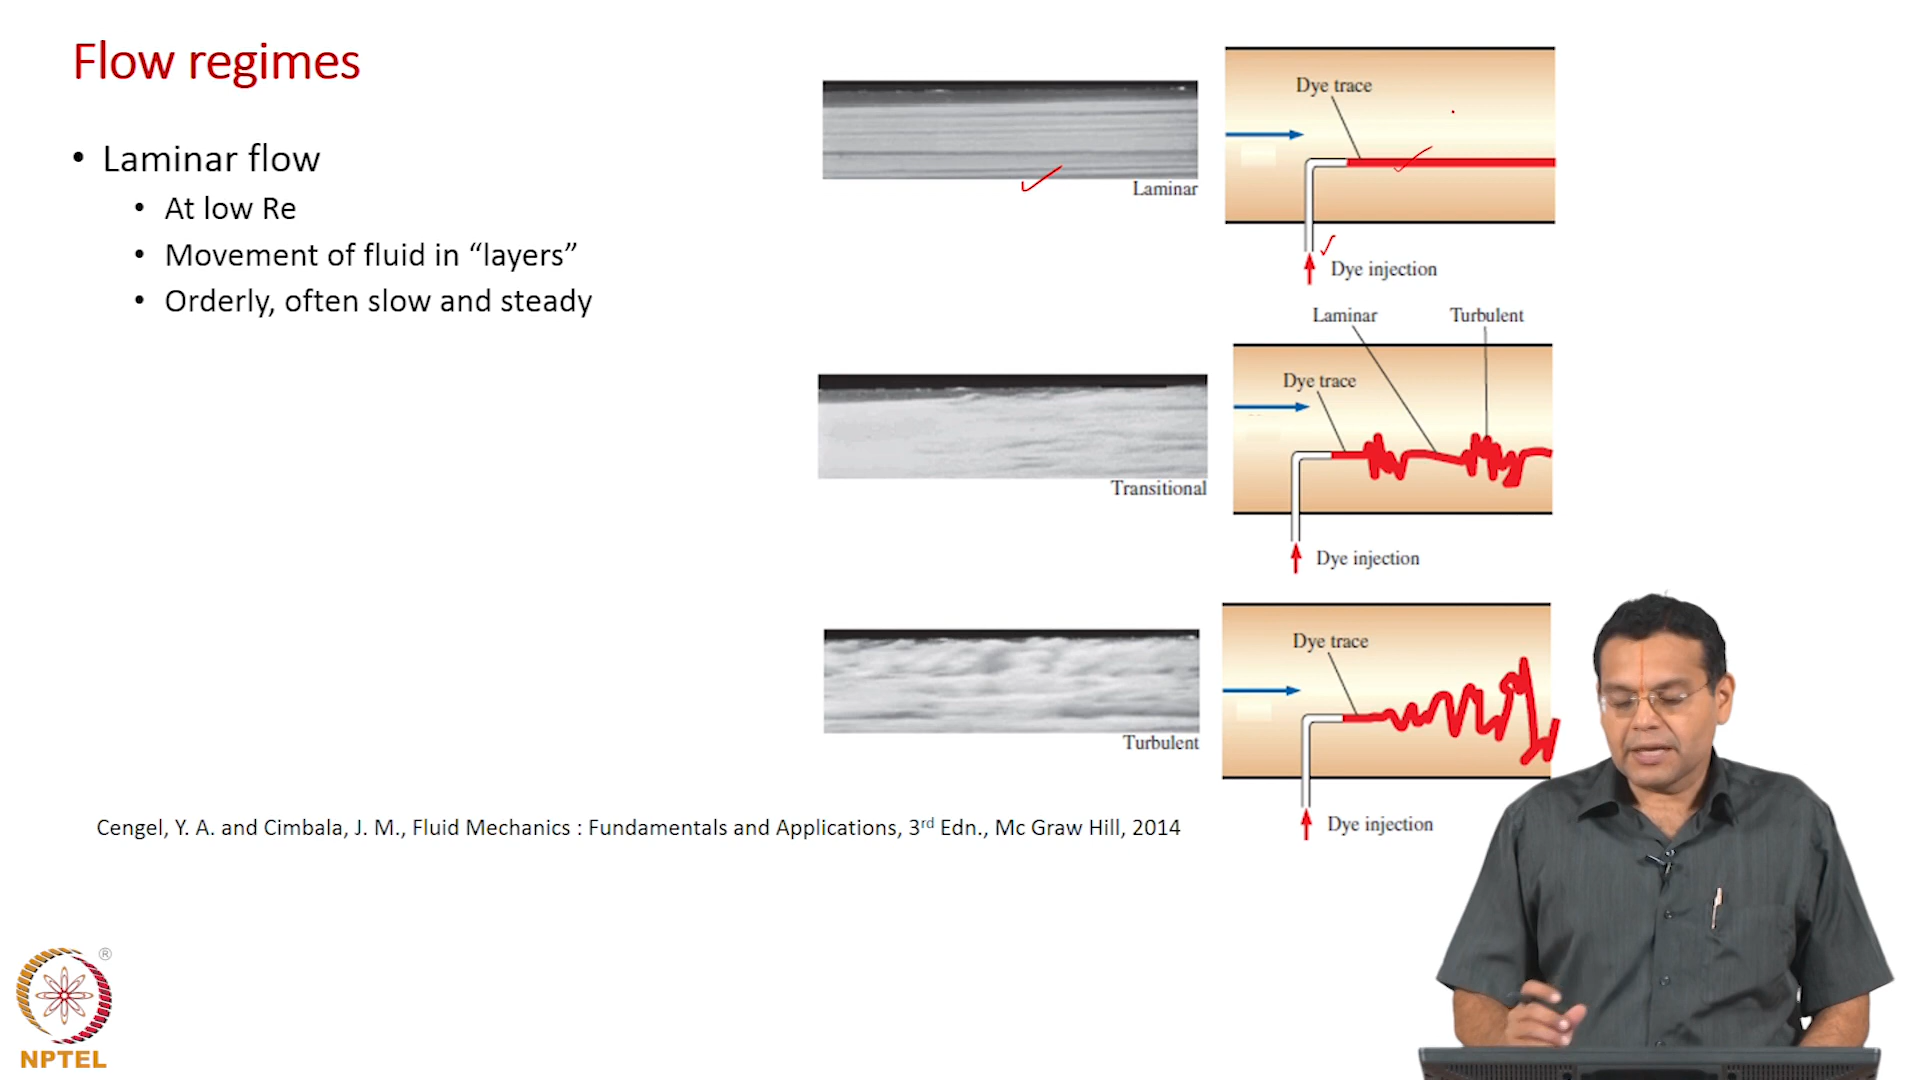 Flow regimes
• Laminar flow
• At low Re
• Movement of fluid in “layers”
• Orderly, often slow and steady
Laminar
Dye trace
Dye injection
Laminar
Turbulent
Dye trace
Transitional
Dye injection
Dye trace
Turbulent
Dye injection
Cengel, Y. A. and Cimbala, J. M., Fluid Mechanics : Fundamentals and Applications, 3rd Edn., Mc Graw Hill, 2014
®
NPTEL